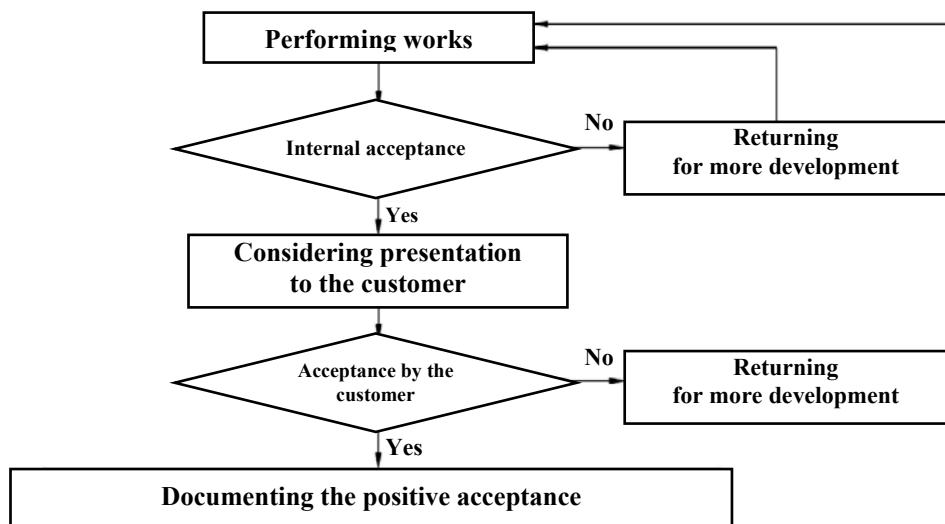 Performing works
Internal acceptance
No
Returning
for more development
Yes
Considering presentation
to the customer
Acceptance by the
customer
No
Returning
for more development
Yes
Documenting the positive acceptance